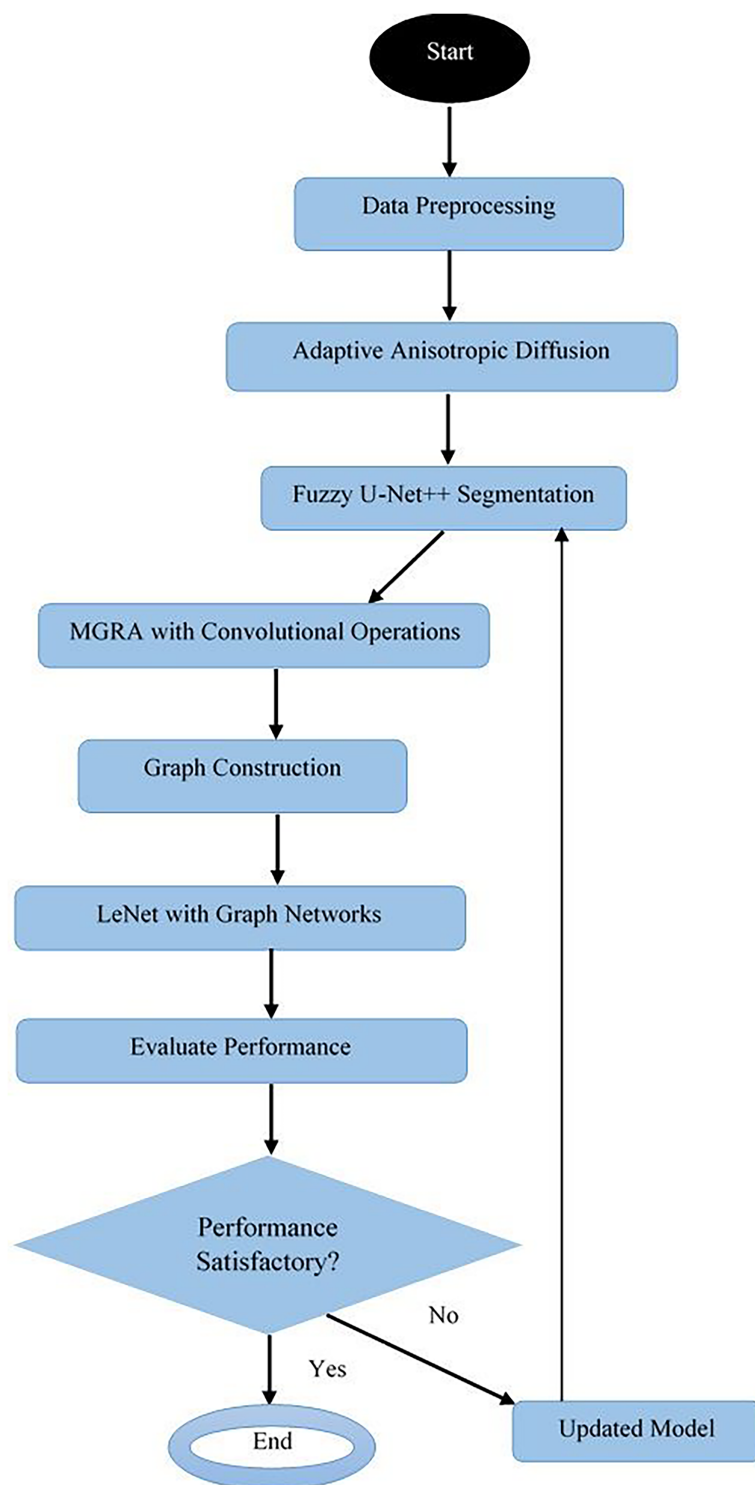 Start
Data Preprocessing
Adaptive Anisotropic Diffusion
Fuzzy U-Net++ Segmentation
MGRA with Convolutional Operations
Graph Construction
LeNet with Graph Networks
Evaluate Performance
Performance
Satisfactory?
No
Yes
End
Updated Model